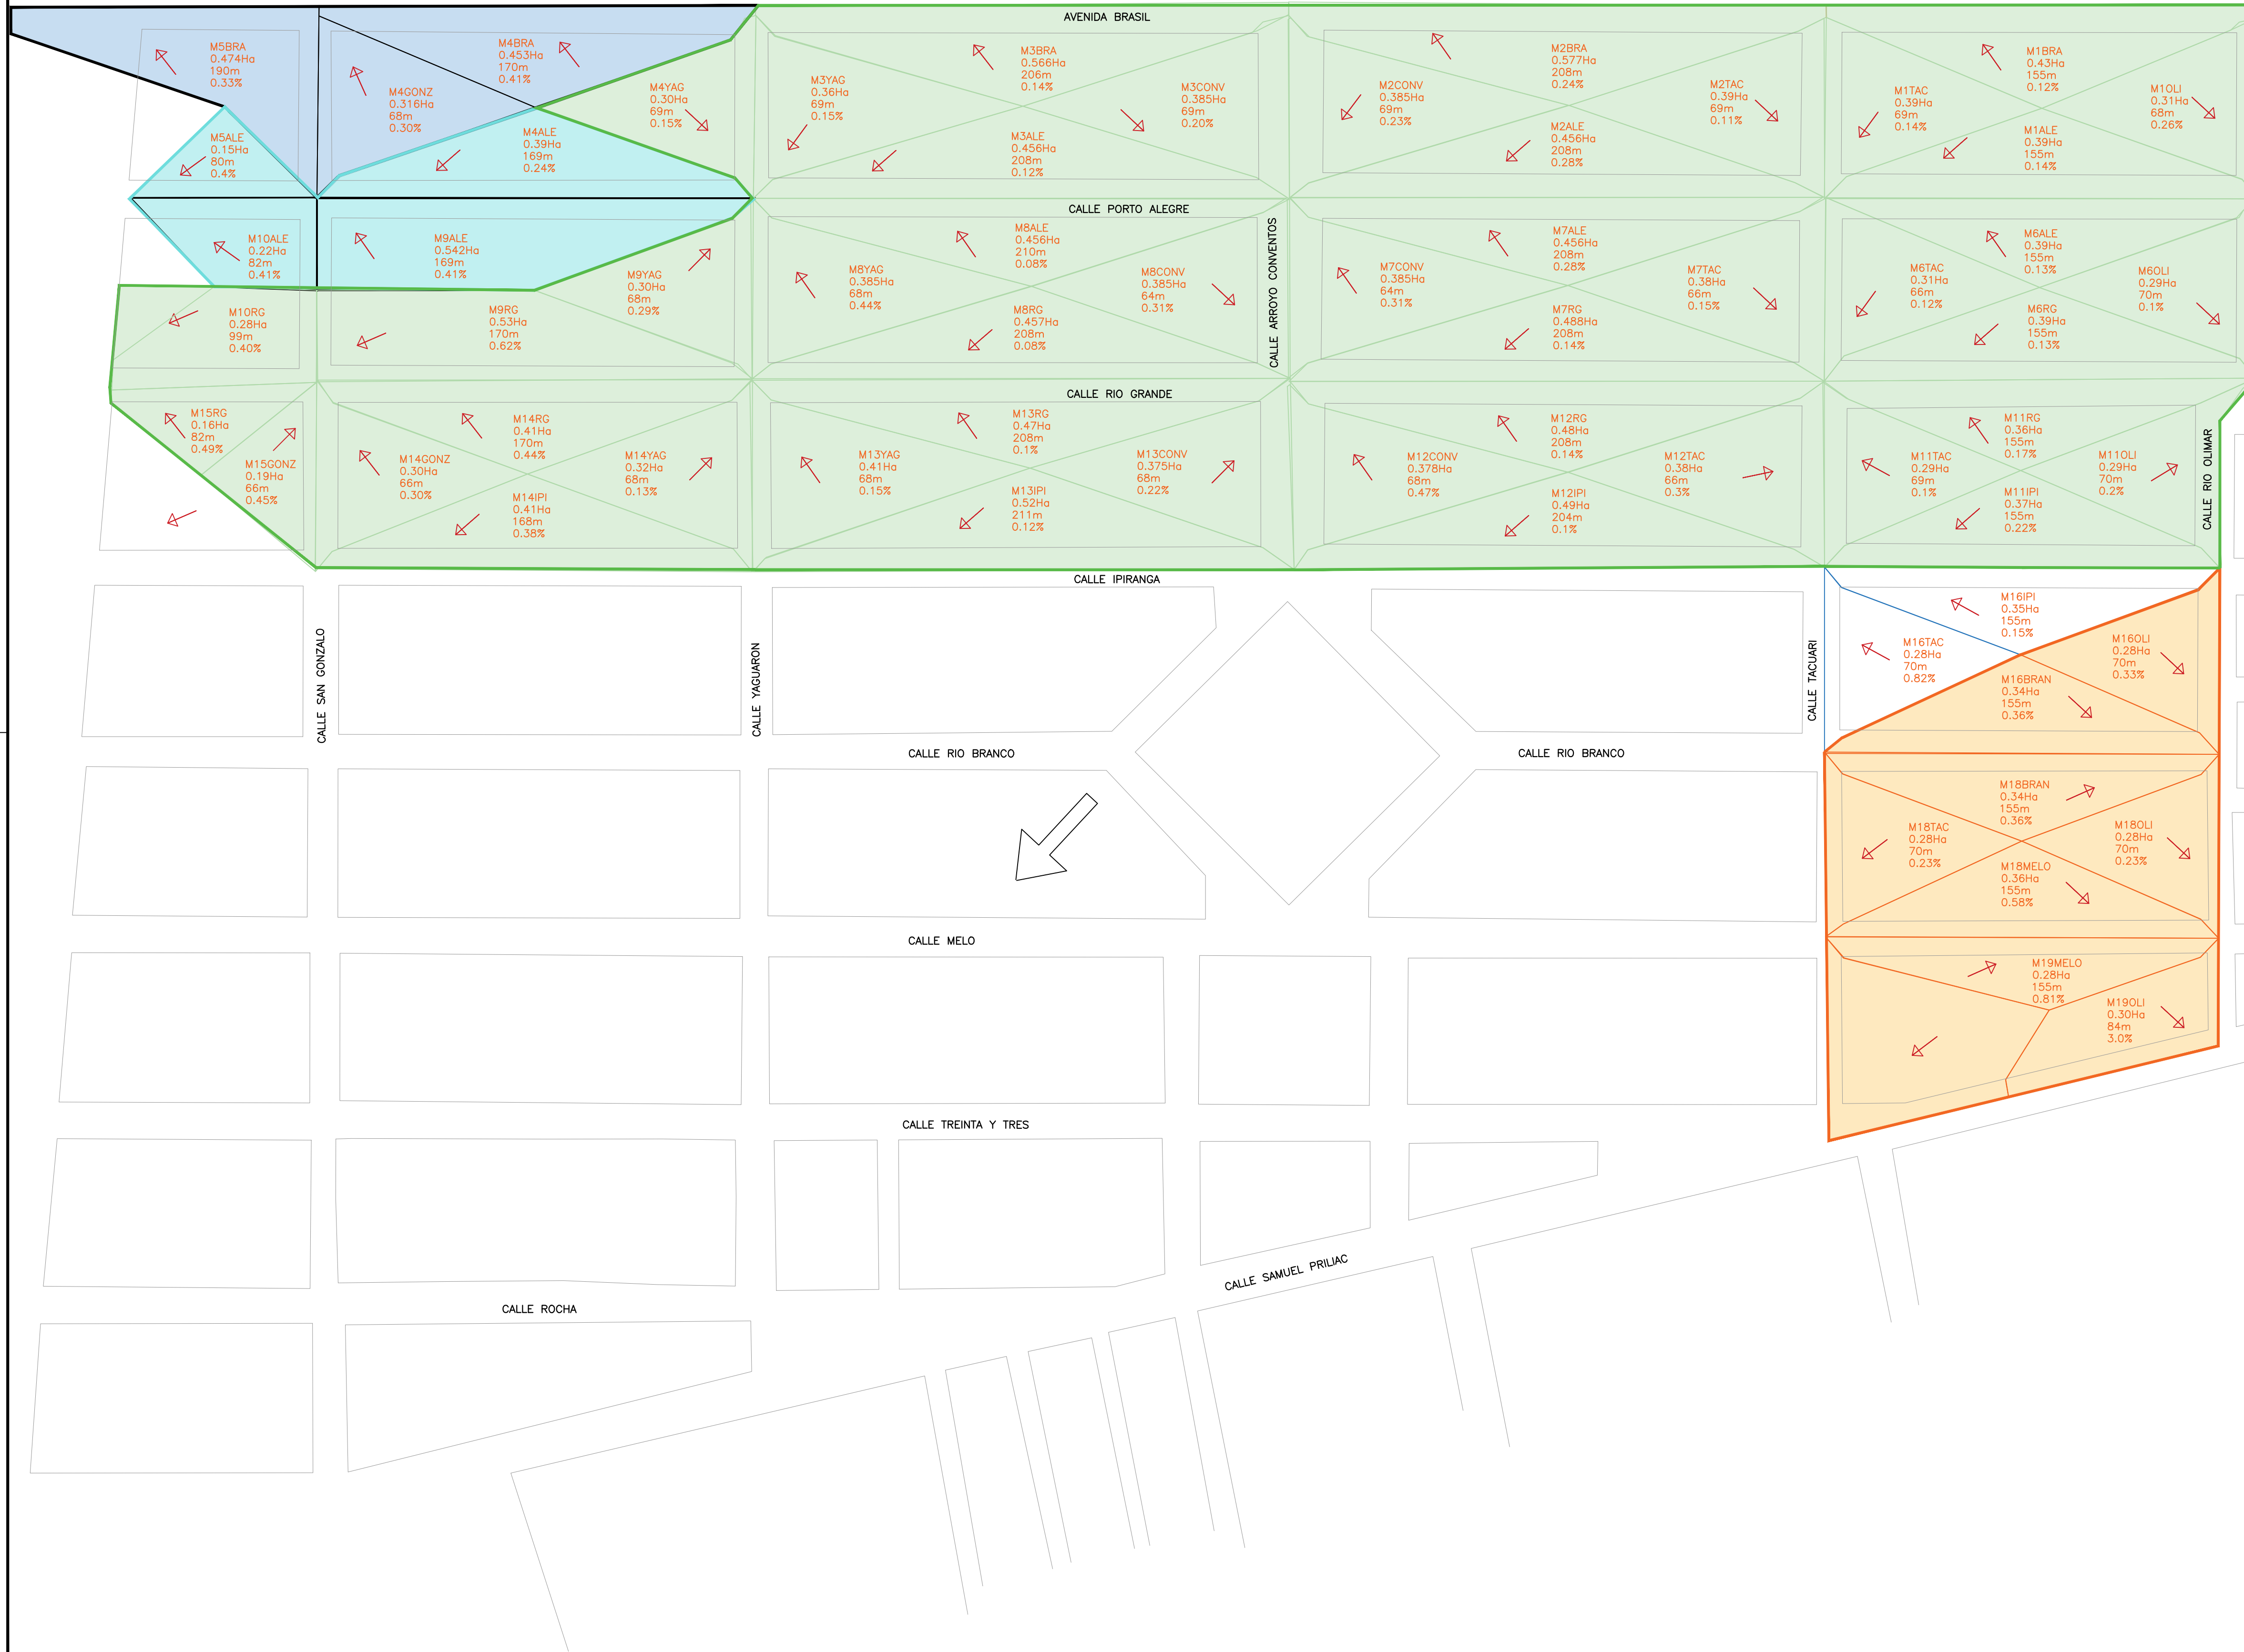 AVENIDA BRASIL
M5BRA
0.474Ha
190m
0.33%
M4BRA
0.453Ha
170m
0.41%
M4GONZ
0.316Ha
68m
0.30%
M4YAG
0.30Ha
69m
0.15%
M5ALE
0.15Ha
80m
0.4%
M4ALE
0.39Ha
169m
0.24%
M3YAG
0.36Ha
69m
0.15%
M3BRA
0.566Ha
206m
0.14%
M3CONV
0.385Ha
69m
0.20%
M3ALE
0.456Ha
208m
0.12%
M2CONV
0.385Ha
69m
0.23%
M2BRA
0.577Ha
208m
0.24%
M2TAC
0.39Ha
69m
0.11%
M2ALE
0.456Ha
208m
0.28%
M1TAC
0.39Ha
69m
0.14%
M1BRA
0.43Ha
155m
0.12%
M1OLI
0.31Ha
68m
0.26%
M1ALE
0.39Ha
155m
0.14%
CALLE PORTO ALEGRE
M10ALE
0.22Ha
82m
0.41%
M9ALE
0.542Ha
169m
0.41%
M9YAG
0.30Ha
68m
0.29%
M10RG
0.28Ha
99m
0.40%
M9RG
0.53Ha
170m
0.62%
M8YAG
0.385Ha
68m
0.44%
M8ALE
0.456Ha
210m
0.08%
M8CONV
0.385Ha
64m
0.31%
M8RG
0.457Ha
208m
0.08%
CALLE ARROYO CONVENTOS
M7CONV
0.385Ha
64m
0.31%
M7ALE
0.456Ha
208m
0.28%
M7TAC
0.38Ha
66m
0.15%
M7RG
0.488Ha
208m
0.14%
M6TAC
0.31Ha
66m
0.12%
M6ALE
0.39Ha
155m
0.13%
M6OLI
0.29Ha
70m
0.1%
M6RG
0.39Ha
155m
0.13%
CALLE RIO GRANDE
M15RG
0.16Ha
82m
0.49%
M15GONZ
0.19Ha
66m
0.45%
M14GONZ
0.30Ha
66m
0.30%
M14RG
0.41Ha
170m
0.44%
M14YAG
0.32Ha
68m
0.13%
M14IPI
0.41Ha
168m
0.38%
M13YAG
0.41Ha
68m
0.15%
M13RG
0.47Ha
208m
0.1%
M13CONV
0.375Ha
68m
0.22%
M13IPI
0.52Ha
211m
0.12%
M12CONV
0.378Ha
68m
0.47%
M12RG
0.48Ha
208m
0.14%
M12TAC
0.38Ha
66m
0.3%
M12IPI
0.49Ha
204m
0.1%
M11TAC
0.29Ha
69m
0.1%
M11RG
0.36Ha
155m
0.17%
M11OLI
0.29Ha
70m
0.2%
M11IPI
0.37Ha
155m
0.22%
CALLE RIO OLIMAR
CALLE IPIRANGA
CALLE SAN GONZALO
CALLE YAGUARON
CALLE TACUARI
M16IPI
0.35Ha
155m
0.15%
M16TAC
0.28Ha
70m
0.82%
M16OLI
0.28Ha
70m
0.33%
M16BRAN
0.34Ha
155m
0.36%
CALLE RIO BRANCO
CALLE RIO BRANCO
M18BRAN
0.34Ha
155m
0.36%
M18TAC
0.28Ha
70m
0.23%
M18OLI
0.28Ha
70m
0.23%
M18MELO
0.36Ha
155m
0.58%
CALLE MELO
M19MELO
0.28Ha
155m
0.81%
M19OLI
0.30Ha
84m
3.0%
CALLE TREINTA Y TRES
CALLE SAMUEL PRILIAC
CALLE ROCHA